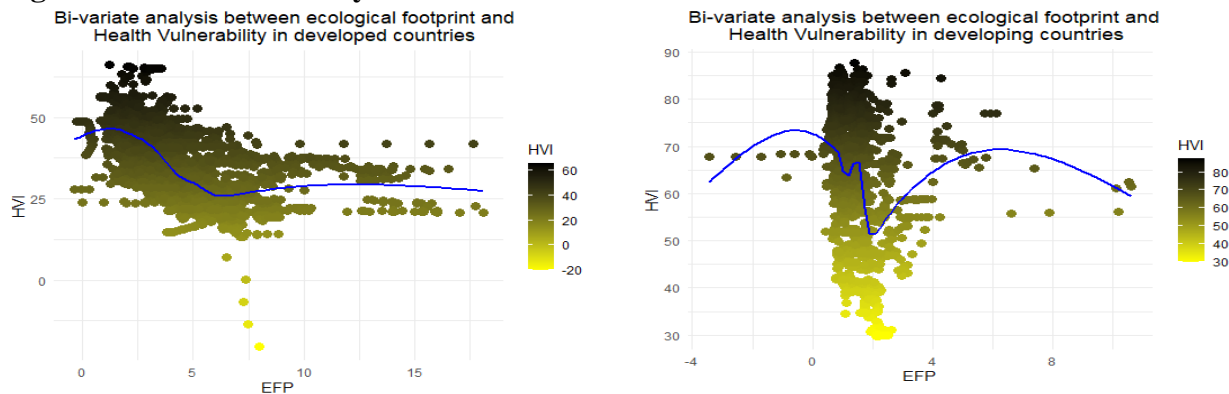 Bi-variate analysis between ecological footprint and
Health Vulnerability in developed countries
50
25
0
HVI
0
5
10
15
EFP
HVI
60
40
20
0
-20
Bi-variate analysis between ecological footprint and
Health Vulnerability in developing countries
90
80
70
60
50
40
30
HVI
-4
0
4
8
EFP
HVI
80
70
60
50
40
30